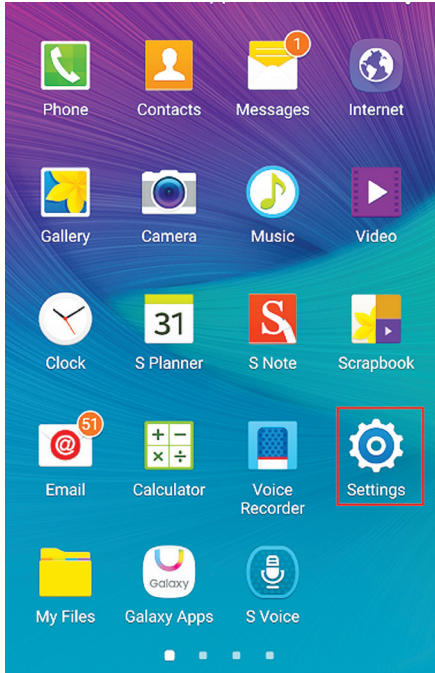 1
Phone Contacts Messages Internet
Gallery Camera Music Video
31
S
Clock S Planner S Note Scrapbook
51
@
+ −
× ÷
Email Calculator Voice Recorder Settings
Galaxy
My Files Galaxy Apps S Voice